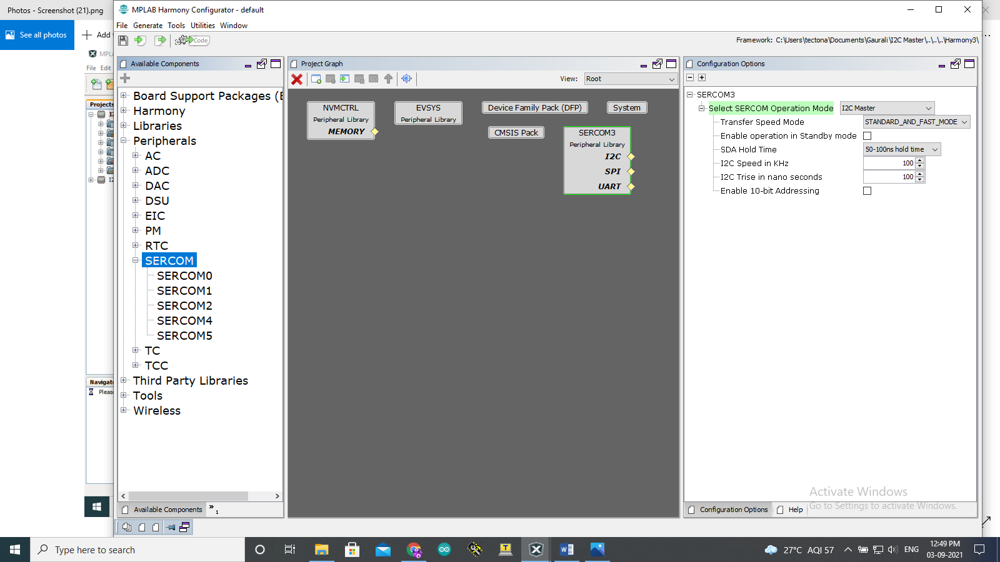 Photos - Screenshot (21).png
See all photos
Add
MPLAB Harmony Configurator - default
File Generate Tools Utilities Window
Code
Framework: C:\Users\tectona\Documents\Gaurali\I2C Master\..\..\..\Harmony3\
MPL
File Edit
Projects
Available Components
Board Support Packages (
Harmony
Libraries
Peripherals
AC
ADC
DAC
DSU
EIC
PM
RTC
SERCOM
SERCOM0
SERCOM1
SERCOM2
SERCOM4
SERCOM5
TC
TCC
Third Party Libraries
Tools
Wireless
Navigat
Pleas
Available Components
1
Project Graph
View: Root
NVMCTRL
Peripheral Library
MEMORY
EVSYS
Peripheral Library
Device Family Pack (DFP)
System
CMSIS Pack
SERCOM3
Peripheral Library
I2C
SPI
UART
Configuration Options
SERCOM3
Select SERCOM Operation Mode I2C Master
Transfer Speed Mode STANDARD_AND_FAST_MODE
Enable operation in Standby mode
SDA Hold Time 50-100ns hold time
I2C Speed in KHz 100
I2C Trise in nano seconds 100
Enable 10-bit Addressing
Activate Windows
Go to Settings to activate Windows.
Configuration Options Help
Type here to search
27°C AQI 57
ENG
12:49 PM
03-09-2021